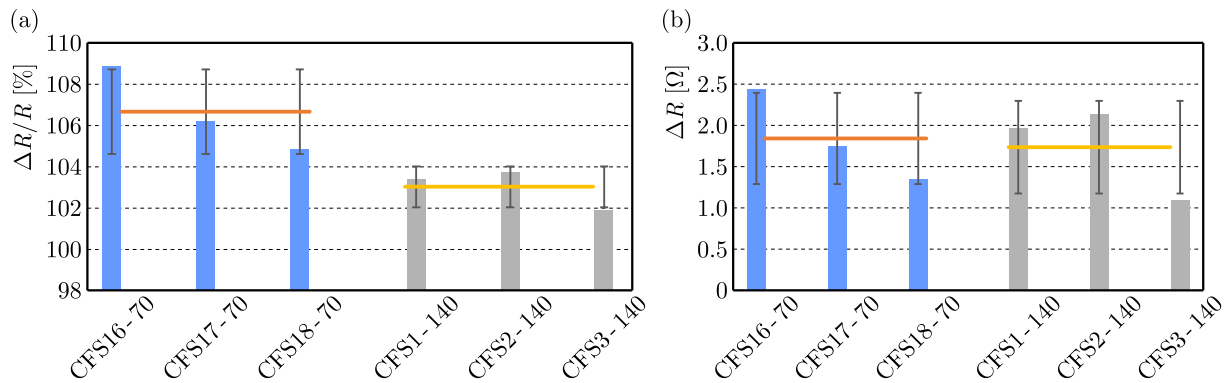 (a)
ΔR/R [%]
110
108
106
104
102
100
98
CFS16-70
CFS17-70
CFS18-70
CFS1-140
CFS2-140
CFS3-140
(b)
ΔR [Ω]
3.0
2.5
2.0
1.5
1.0
0.5
0
CFS16-70
CFS17-70
CFS18-70
CFS1-140
CFS2-140
CFS3-140